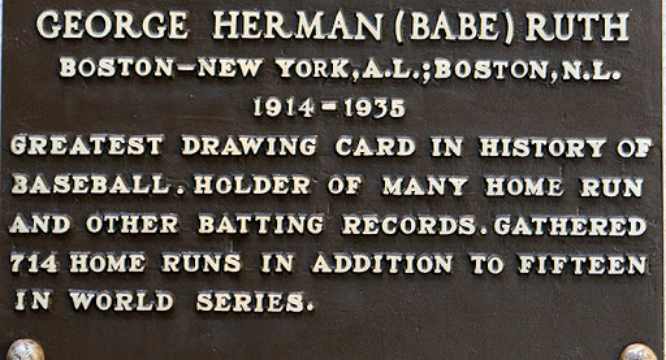 GEORGE HERMAN (BABE) RUTH
BOSTON–NEW YORK, A.L.; BOSTON, N.L.
1914=1935
GREATEST DRAWING CARD IN HISTORY OF
BASEBALL. HOLDER OF MANY HOME RUN
AND OTHER BATTING RECORDS. GATHERED
714 HOME RUNS IN ADDITION TO FIFTEEN
IN WORLD SERIES.